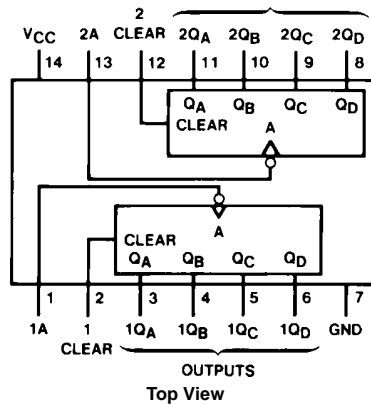 2
VCC 2A CLEAR 2QA 2QB 2QC 2QD
14 13 12 11 10 9 8
QA QB QC QD
CLEAR A
A
CLEAR
QA QB QC QD
1 2 3 4 5 6 7
1A 1 1QA 1QB 1QC 1QD GND
CLEAR
OUTPUTS
Top View